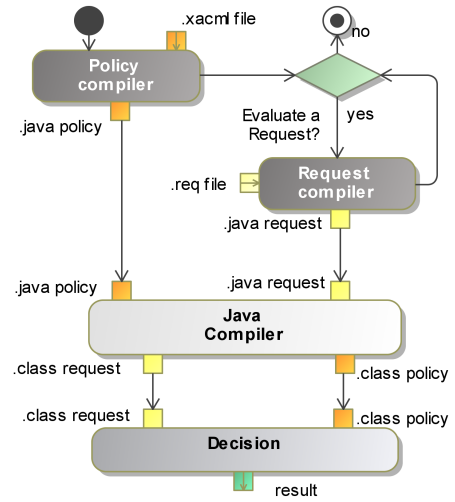 .xacml file
no
Policy
compiler
.java policy
Evaluate a
Request?
yes
.req file
Request
compiler
.java request
.java policy
.java request
Java
Compiler
.class request
.class policy
.class request
.class policy
Decision
result